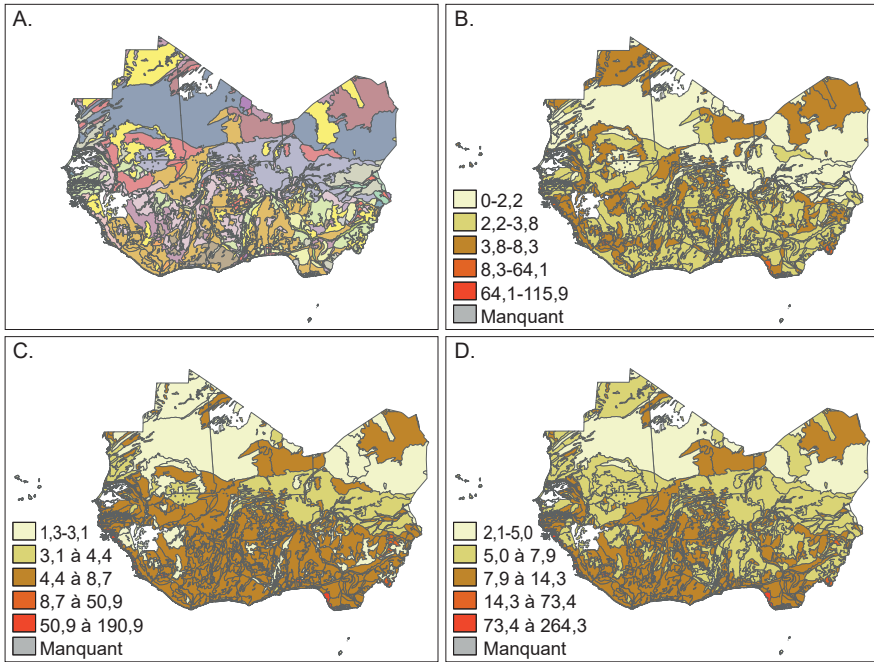 A.
B.
0-2,2
2,2-3,8
3,8-8,3
8,3-64,1
64,1-115,9
Manquant
C.
1,3-3,1
3,1 à 4,4
4,4 à 8,7
8,7 à 50,9
50,9 à 190,9
Manquant
D.
2,1-5,0
5,0 à 7,9
7,9 à 14,3
14,3 à 73,4
73,4 à 264,3
Manquant